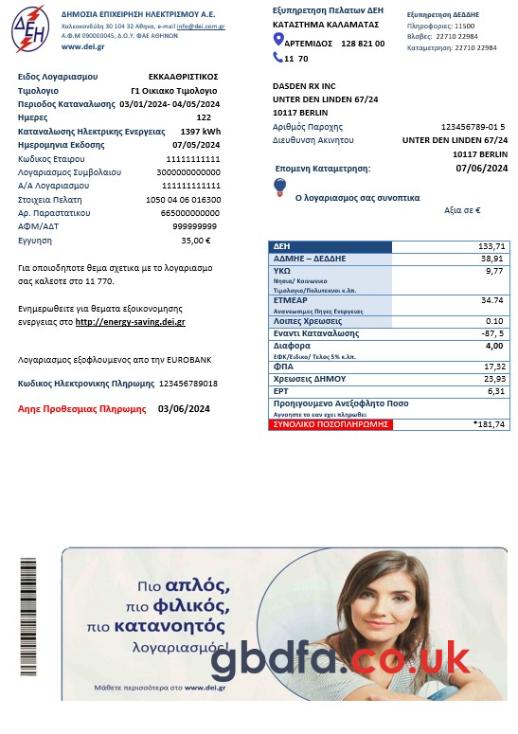 ΔΕΗ
ΔΗΜΟΣΙΑ ΕΠΙΧΕΙΡΗΣΗ ΗΛΕΚΤΡΙΣΜΟΥ Α.Ε.
Χαλκοκονδύλη 30 104 32 Αθήνα, e-mail info@dei.com.gr
Α.Φ.Μ 090000045, Δ.Ο.Υ. ΦΑΕ ΑΘΗΝΩΝ
www.dei.gr
Ειδος Λογαριασμου ΕΚΚΑΑΘΡΙΣΤΙΚΟΣ
Τιμολογιο Γ1 Οικιακο Τιμολογιο
Περιοδος Καταναλωσης 03/01/2024- 04/05/2024
Ημερες 122
Καταναλωσης Ηλεκτρικης Ενεργειας 1397 kWh
Ημερομηνια Εκδοσης 07/05/2024
Κωδικος Εταιρου 11111111111
Λογαριασμος Συμβολαιου 3000000000000
Α/Α Λογαριασμου 111111111111
Στοιχεια Πελατη 1050 04 06 016300
Αρ. Παραστατικου 665000000000
ΑΦΜ/ΑΔΤ 999999999
Εγγυηση 35,00 €
Για οποιοδηποτε θεμα σχετικα με το λογαριασμο
σας καλεστε στο 11 770.
Ενημερωθειτε για θεματα εξοικονομησης
ενεργειας στο http://energy-saving.dei.gr
Λογαριασμος εξοφλουμενος απο την EUROBANK
Κωδικος Ηλεκτρονικης Πληρωμης 123456789018
Ληξη Προθεσμιας Πληρωμης 03/06/2024
Εξυπηρετηση Πελατων ΔΕΗ
ΚΑΤΑΣΤΗΜΑ ΚΑΛΑΜΑΤΑΣ
ΑΡΤΕΜΙΔΟΣ 128 821 00
11 70
Εξυπηρετηση ΔΕΔΔΗΕ
Πληροφοριες: 11500
Βλαβες: 22710 22984
Καταμετρηση: 22710 22984
DASDEN RX INC
UNTER DEN LINDEN 67/24
10117 BERLIN
Αριθμός Παροχης 123456789-01 5
Διευθυνση Ακινητου UNTER DEN LINDEN 67/24
10117 BERLIN
Επομενη Καταμετρηση: 07/06/2024
Ο λογαριασμος σας συνοπτικα
Αξια σε €
ΔΕΗ 133,71
ΑΔΜΗΕ – ΔΕΔΔΗΕ 38,91
ΥΚΩ 9,77
Νησια/ Κοινωνικο
Τιμολογιο/Πολυτεκνοι κ.λπ.
ΕΤΜΕΑΡ 34.74
Ανανεωσιμες Πηγες Ενεργειας
Λοιπες Χρεωσεις 0.10
Εναντι Καταναλωσης -87, 5
Διαφορα 4,00
ΕΦΚ/Ειδικο/ Τελος 5% κ.λπ.
ΦΠΑ 17,32
Χρεωσεις ΔΗΜΟΥ 23,93
ΕΡΤ 6,31
Προηγουμενο Ανεξοφλητο Ποσο
Αγνοηστε το εαν εχει πληρωθει
ΣΥΝΟΛΙΚΟ ΠΟΣΟΠΛΗΡΩΜΗΣ *181,74
Πιο απλός,
πιο φιλικός,
πιο κατανοητός
λογαριασμός!
Μάθετε περισσότερα στο www.dei.gr
gbdfa.co.uk